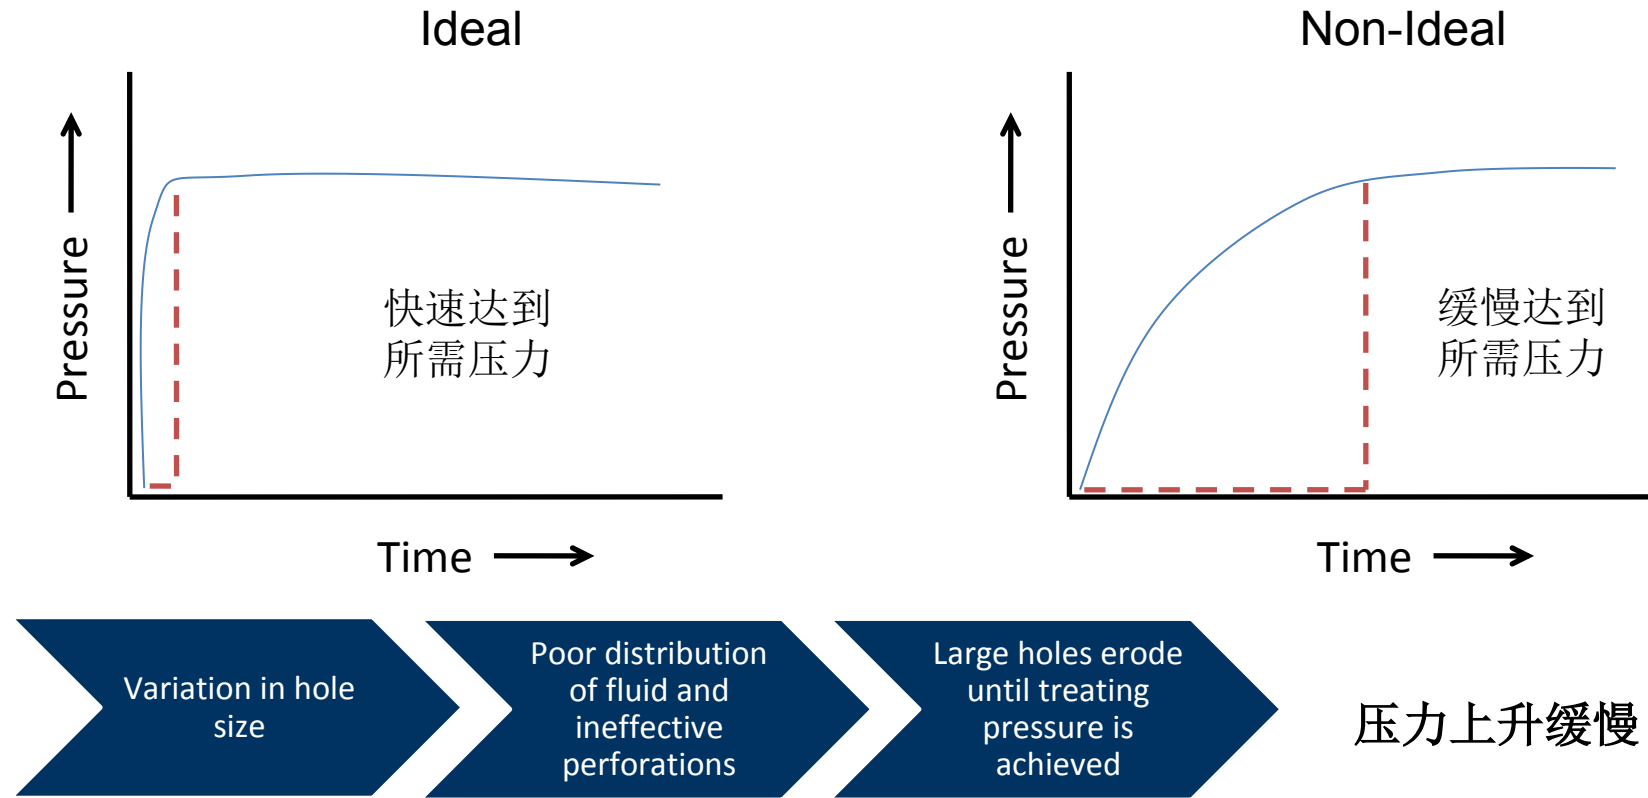 Ideal
Pressure
快速达到
所需压力
Time
Non-Ideal
Pressure
缓慢达到
所需压力
Time
Variation in hole
size
Poor distribution
of fluid and
ineffective
perforations
Large holes erode
until treating
pressure is
achieved
压力上升缓慢